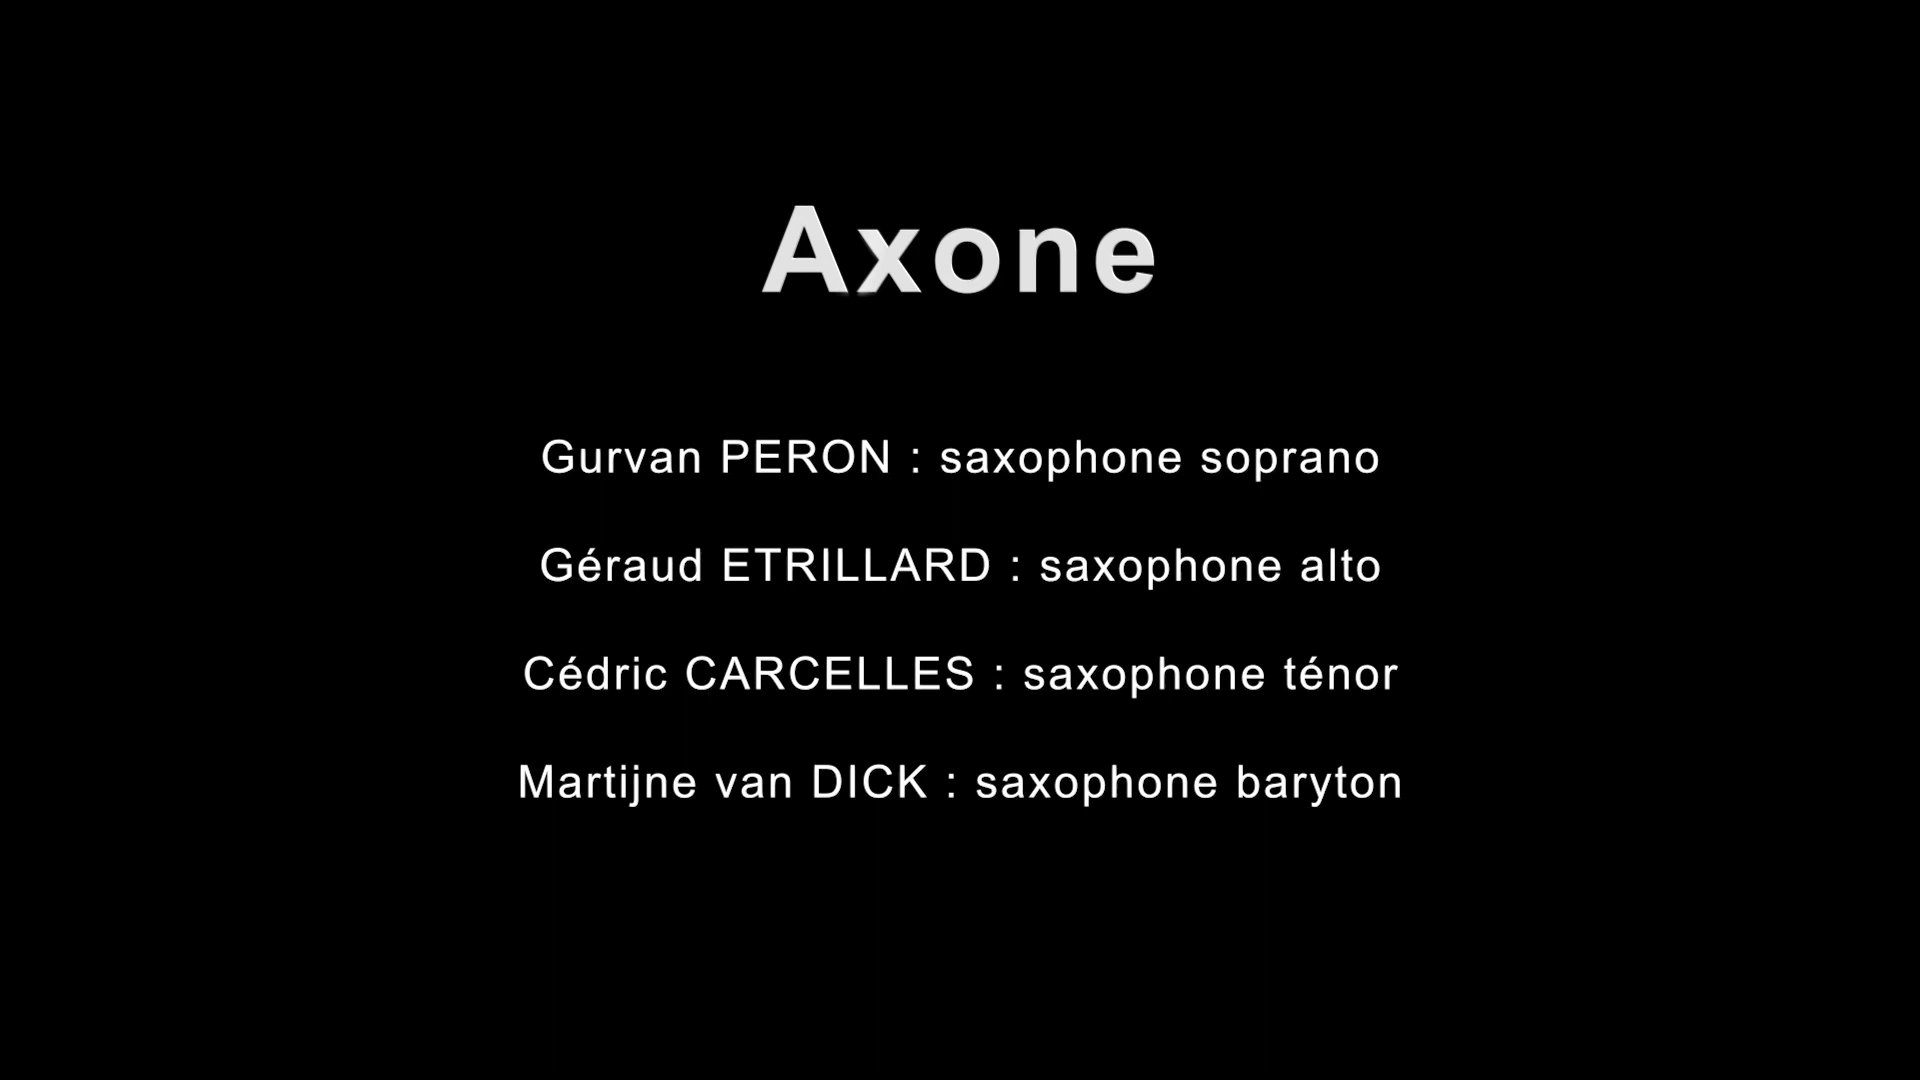 Axone
Gurvan PERON : saxophone soprano
Géraud ETRILLARD : saxophone alto
Cédric CARCELLES : saxophone ténor
Martijne van DICK : saxophone baryton